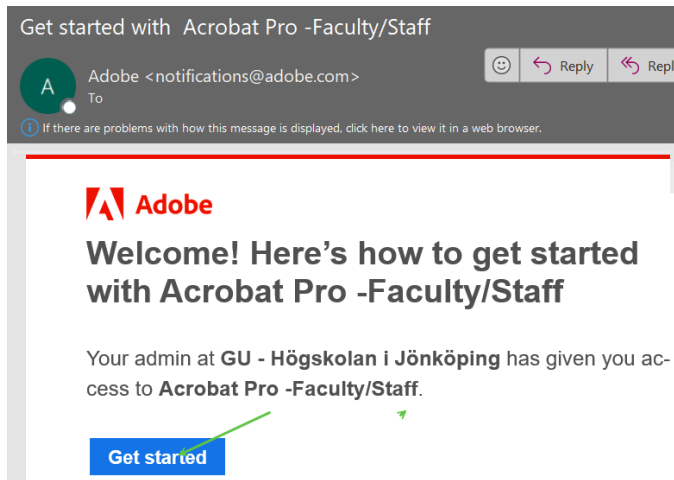 Get started with Acrobat Pro -Faculty/Staff
A
Adobe <notifications@adobe.com>
To
Reply
Repl
If there are problems with how this message is displayed, click here to view it in a web browser.
Adobe
Welcome! Here’s how to get started
with Acrobat Pro -Faculty/Staff
Your admin at GU - Högskolan i Jönköping has given you ac-
cess to Acrobat Pro -Faculty/Staff.
Get started